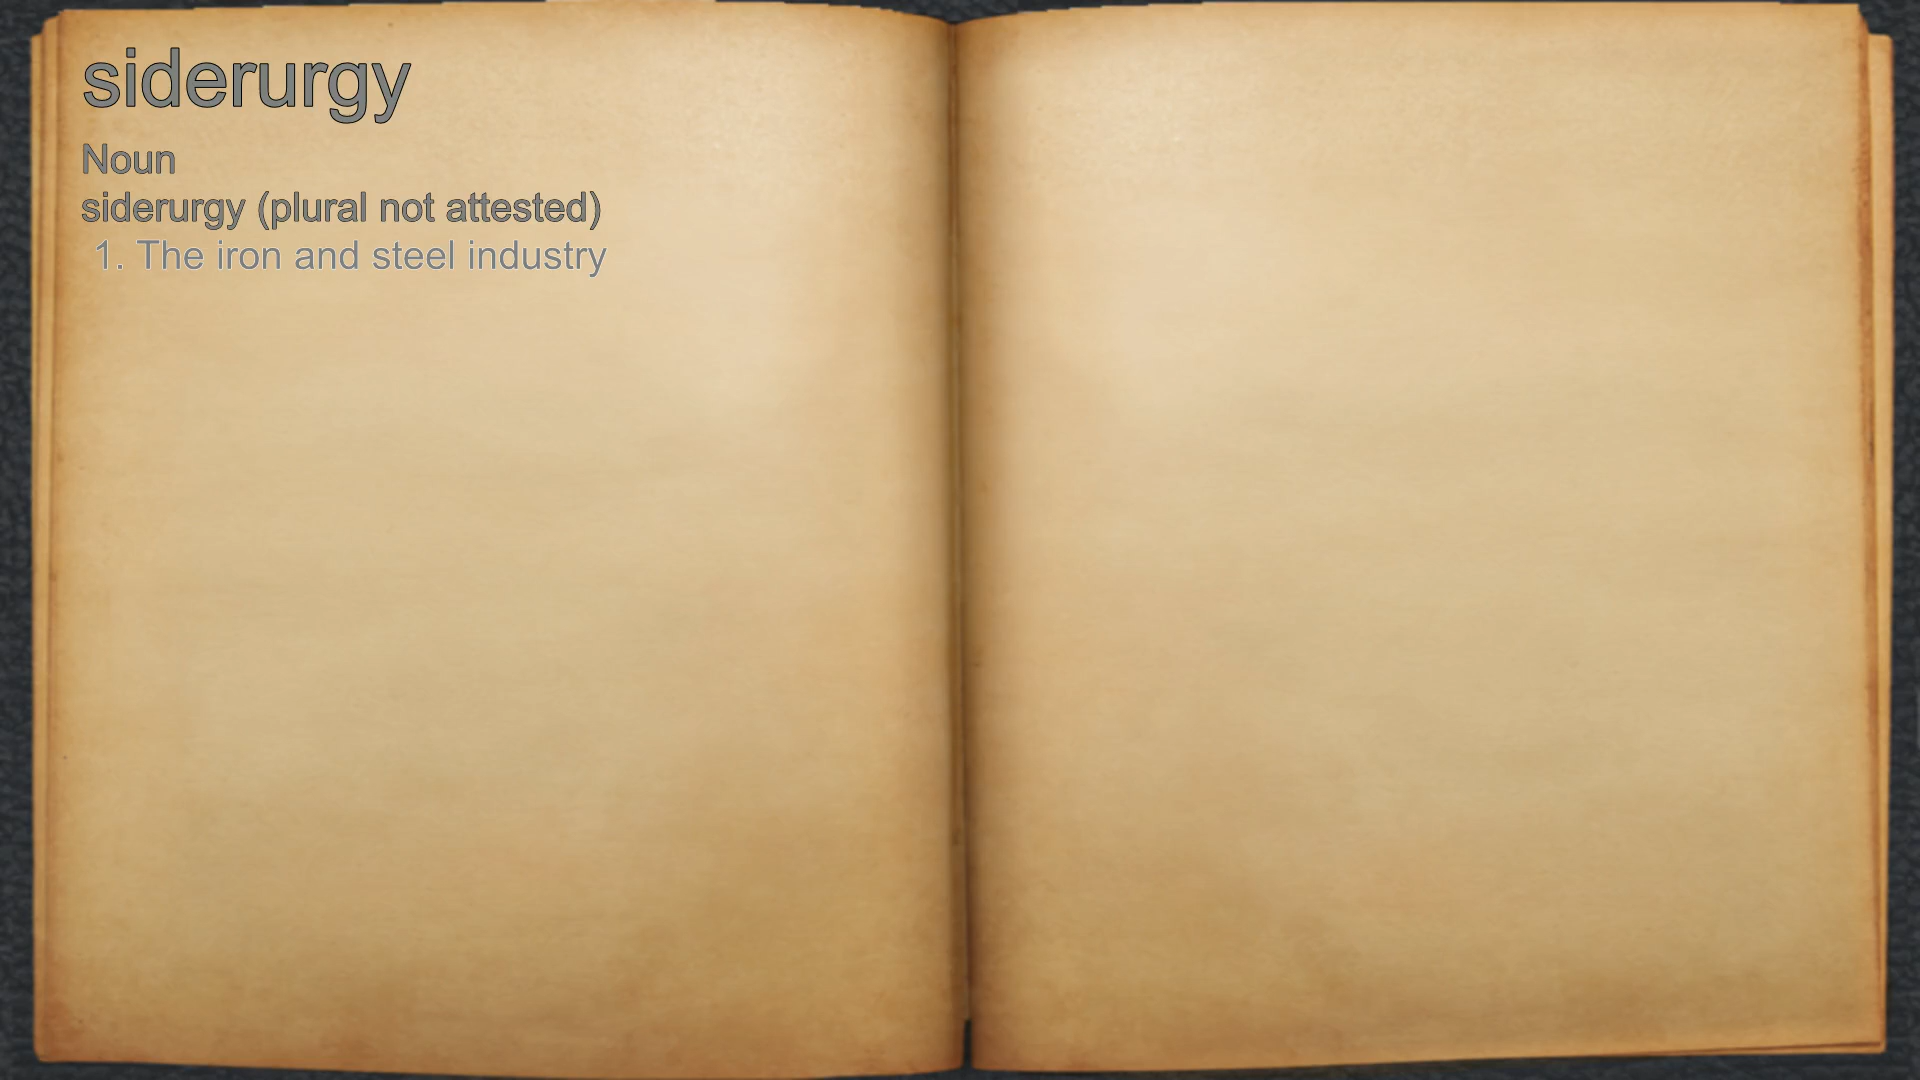 siderurgy
Noun
siderurgy (plural not attested)
1. The iron and steel industry